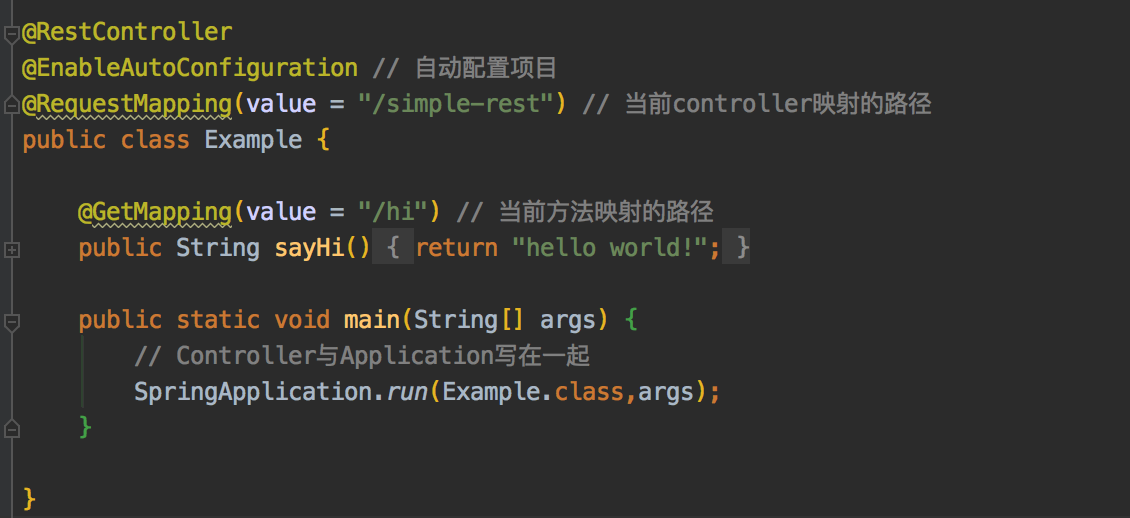 @RestController
@EnableAutoConfiguration // 自动配置项目
@RequestMapping(value = "/simple-rest") // 当前controller映射的路径
public class Example {
@GetMapping(value = "/hi") // 当前方法映射的路径
public String sayHi() { return "hello world!"; }
public static void main(String[] args) {
// Controller与Application写在一起
SpringApplication.run(Example.class,args);
}
}